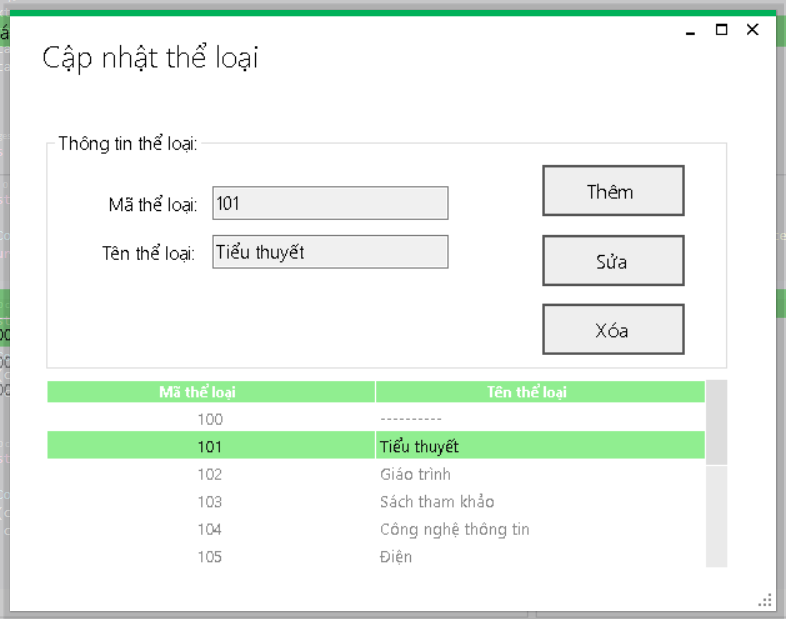 Cập nhật thể loại
Thông tin thể loại:
Mã thể loại: 101
Tên thể loại: Tiểu thuyết
Thêm
Sửa
Xóa
Mã thể loại Tên thể loại
100 ----------
101 Tiểu thuyết
102 Giáo trình
103 Sách tham khảo
104 Công nghệ thông tin
105 Điện